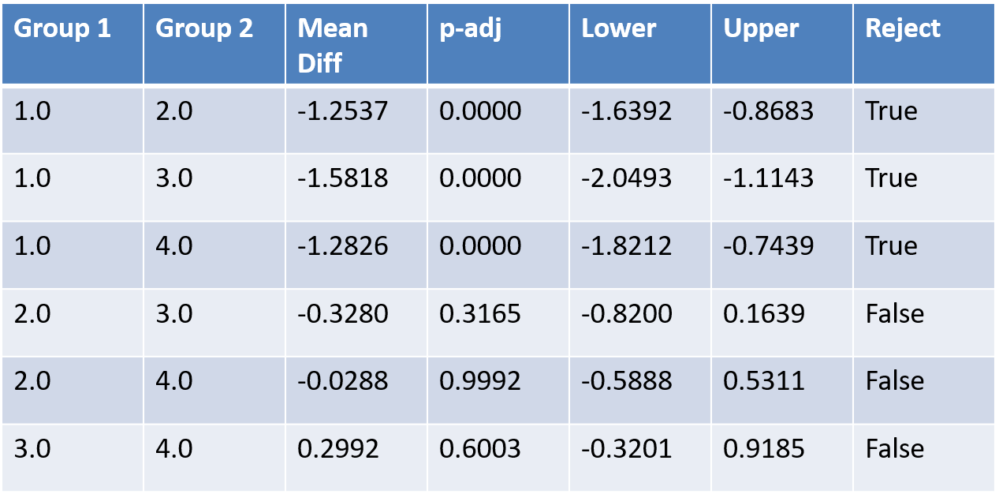 Group 1 Group 2 Mean Diff p-adj Lower Upper Reject
1.0 2.0 -1.2537 0.0000 -1.6392 -0.8683 True
1.0 3.0 -1.5818 0.0000 -2.0493 -1.1143 True
1.0 4.0 -1.2826 0.0000 -1.8212 -0.7439 True
2.0 3.0 -0.3280 0.3165 -0.8200 0.1639 False
2.0 4.0 -0.0288 0.9992 -0.5888 0.5311 False
3.0 4.0 0.2992 0.6003 -0.3201 0.9185 False